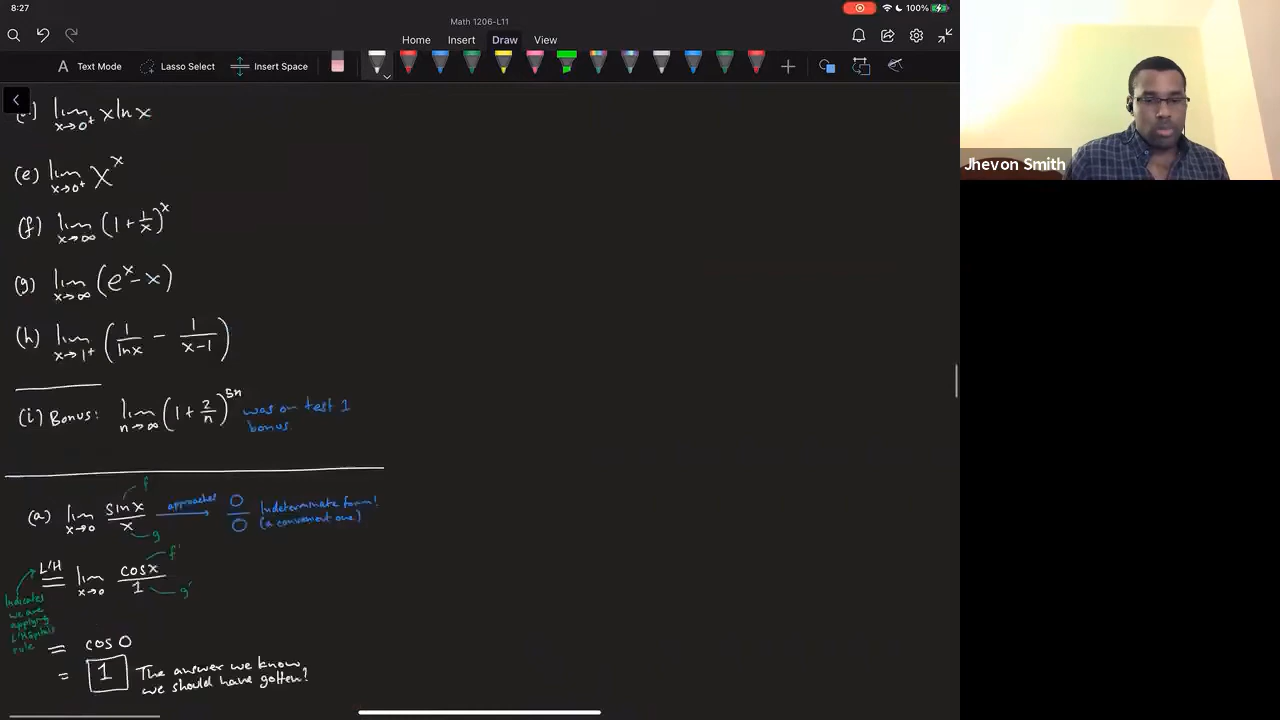 8:27
100%
Math 1206-L11
Home Insert Draw View
Text Mode Lasso Select Insert Space
Jhevon Smith
lim x→0⁺ x ln x
(e) lim x→0⁺ x^x
(f) lim x→∞ (1 + 1/x)^x
(g) lim x→∞ (e^x - x)
(h) lim x→1⁺ (1/ln x - 1/(x-1))
(i) Bonus: lim n→∞ (1 + 2/n)^5n was on test 1
bonus.
(a) lim x→0 sin x / x approaches 0/0 Indeterminate form!
(a convenient one)
f
g
L'H = lim x→0 cos x / 1
f'
g'
Indicates
we are
applying
L'Hôpitals
rule
= cos 0
= 1 The answer we know
we should have gotten!